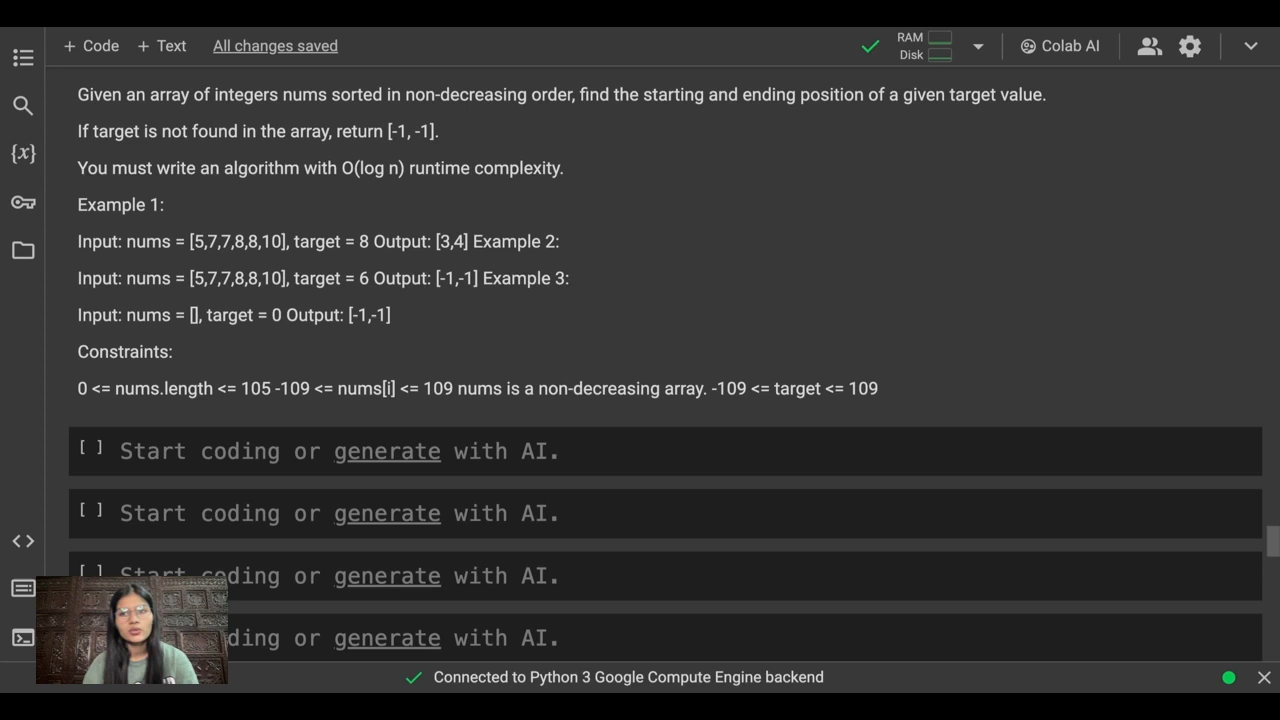 + Code + Text All changes saved RAM Disk Colab AI
Given an array of integers nums sorted in non-decreasing order, find the starting and ending position of a given target value.
If target is not found in the array, return [-1, -1].
You must write an algorithm with O(log n) runtime complexity.
Example 1:
Input: nums = [5,7,7,8,8,10], target = 8 Output: [3,4] Example 2:
Input: nums = [5,7,7,8,8,10], target = 6 Output: [-1,-1] Example 3:
Input: nums = [], target = 0 Output: [-1,-1]
Constraints:
0 <= nums.length <= 105 -109 <= nums[i] <= 109 nums is a non-decreasing array. -109 <= target <= 109
[ ] Start coding or generate with AI.
[ ] Start coding or generate with AI.
[ ] Start coding or generate with AI.
ding or generate with AI.
Connected to Python 3 Google Compute Engine backend